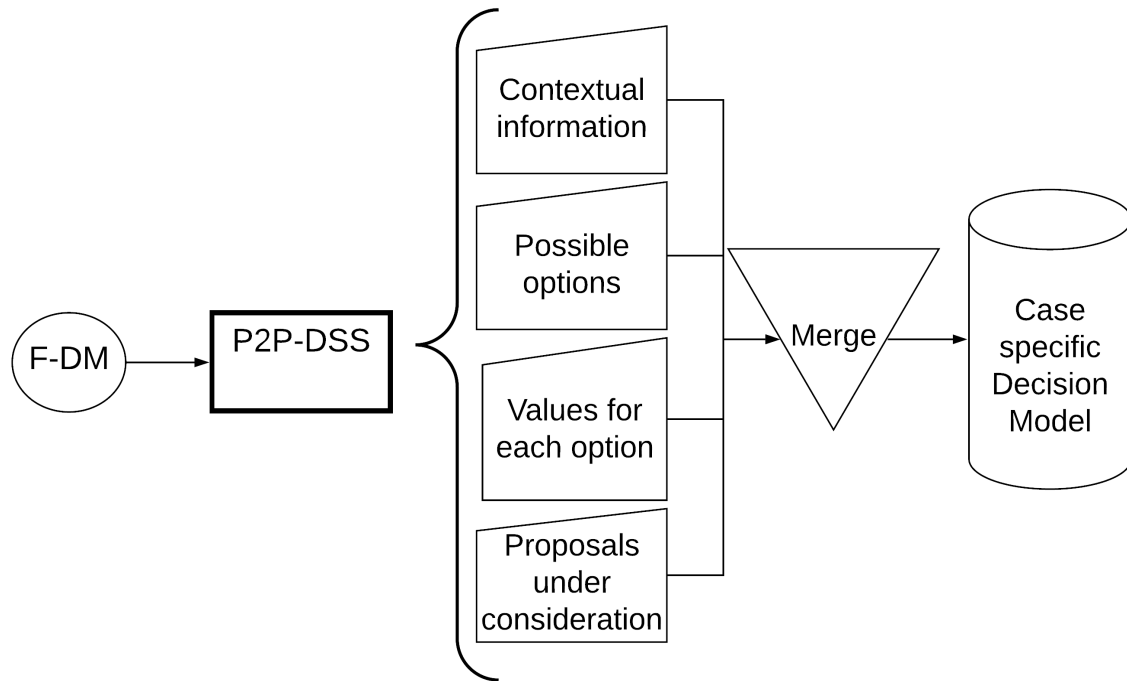 F-DM
P2P-DSS
Contextual
information
Possible
options
Values for
each option
Proposals
under
consideration
Merge
Case
specific
Decision
Model